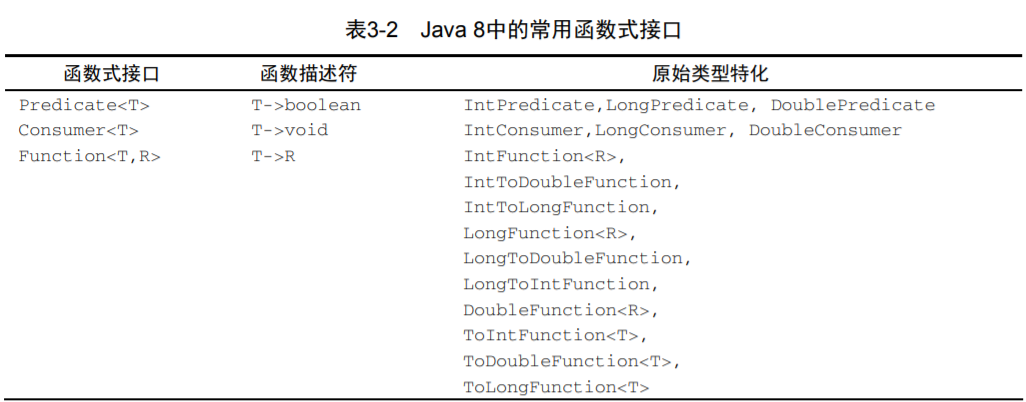 表3-2 Java 8中的常用函数式接口
函数式接口 函数描述符 原始类型特化
Predicate<T> T->boolean IntPredicate,LongPredicate, DoublePredicate
Consumer<T> T->void IntConsumer,LongConsumer, DoubleConsumer
Function<T,R> T->R IntFunction<R>,
IntToDoubleFunction,
IntToLongFunction,
LongFunction<R>,
LongToDoubleFunction,
LongToIntFunction,
DoubleFunction<R>,
ToIntFunction<T>,
ToDoubleFunction<T>,
ToLongFunction<T>